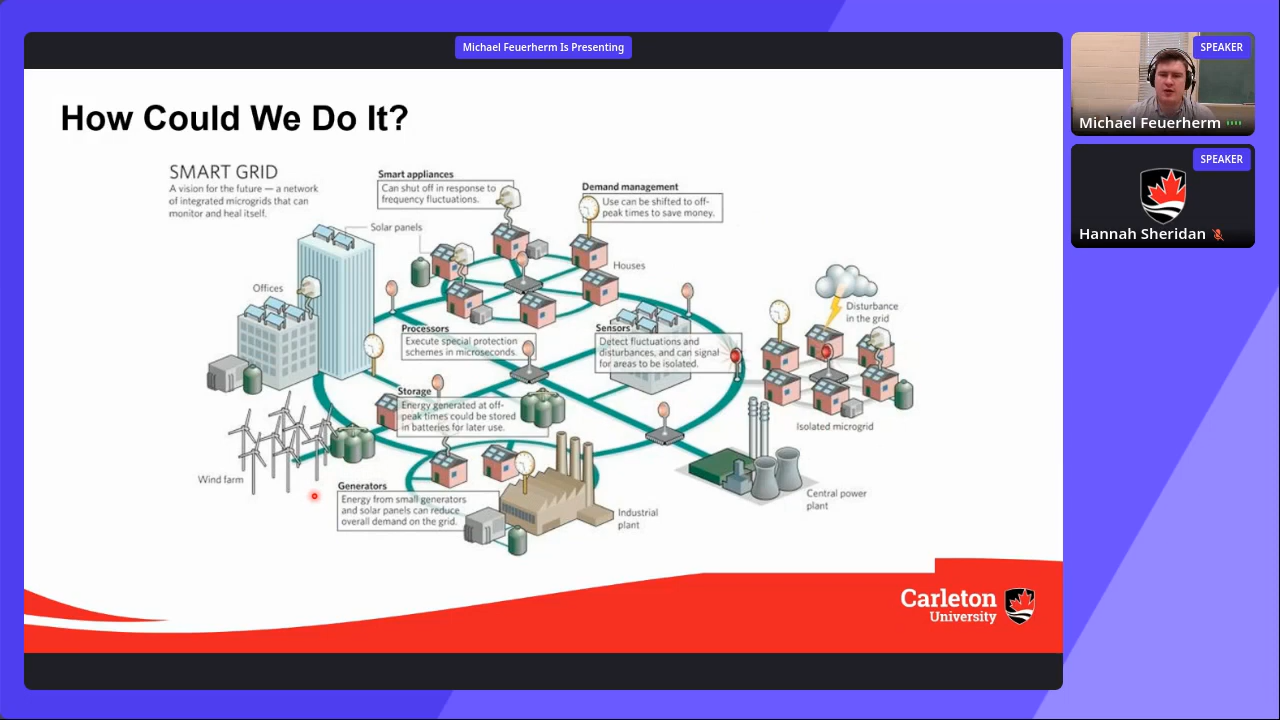 Michael Feuerherm Is Presenting
SPEAKER
Michael Feuerherm
SPEAKER
Hannah Sheridan
How Could We Do It?
SMART GRID
A vision for the future — a network
of integrated microgrids that can
monitor and heal itself.
Smart appliances
Can shut off in response to
frequency fluctuations.
Demand management
Use can be shifted to off-
peak times to save money.
Solar panels
Houses
Offices
Disturbance
in the grid
Processors
Execute special protection
schemes in microseconds.
Sensors
Detect fluctuations and
disturbances, and can signal
for areas to be isolated.
Storage
Energy generated at off-
peak times could be stored
in batteries for later use.
Isolated microgrid
Wind farm
Generators
Energy from small generators
and solar panels can reduce
overall demand on the grid.
Industrial
plant
Central power
plant
Carleton
University